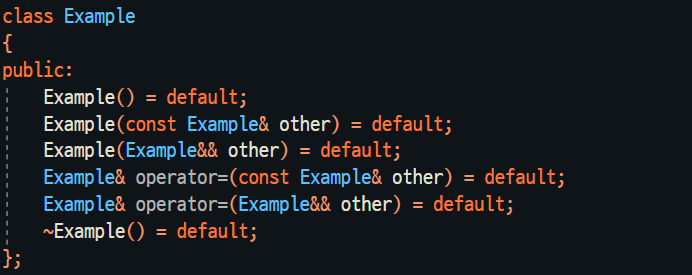 class Example
{
public:
    Example() = default;
    Example(const Example& other) = default;
    Example(Example&& other) = default;
    Example& operator=(const Example& other) = default;
    Example& operator=(Example&& other) = default;
    ~Example() = default;
};